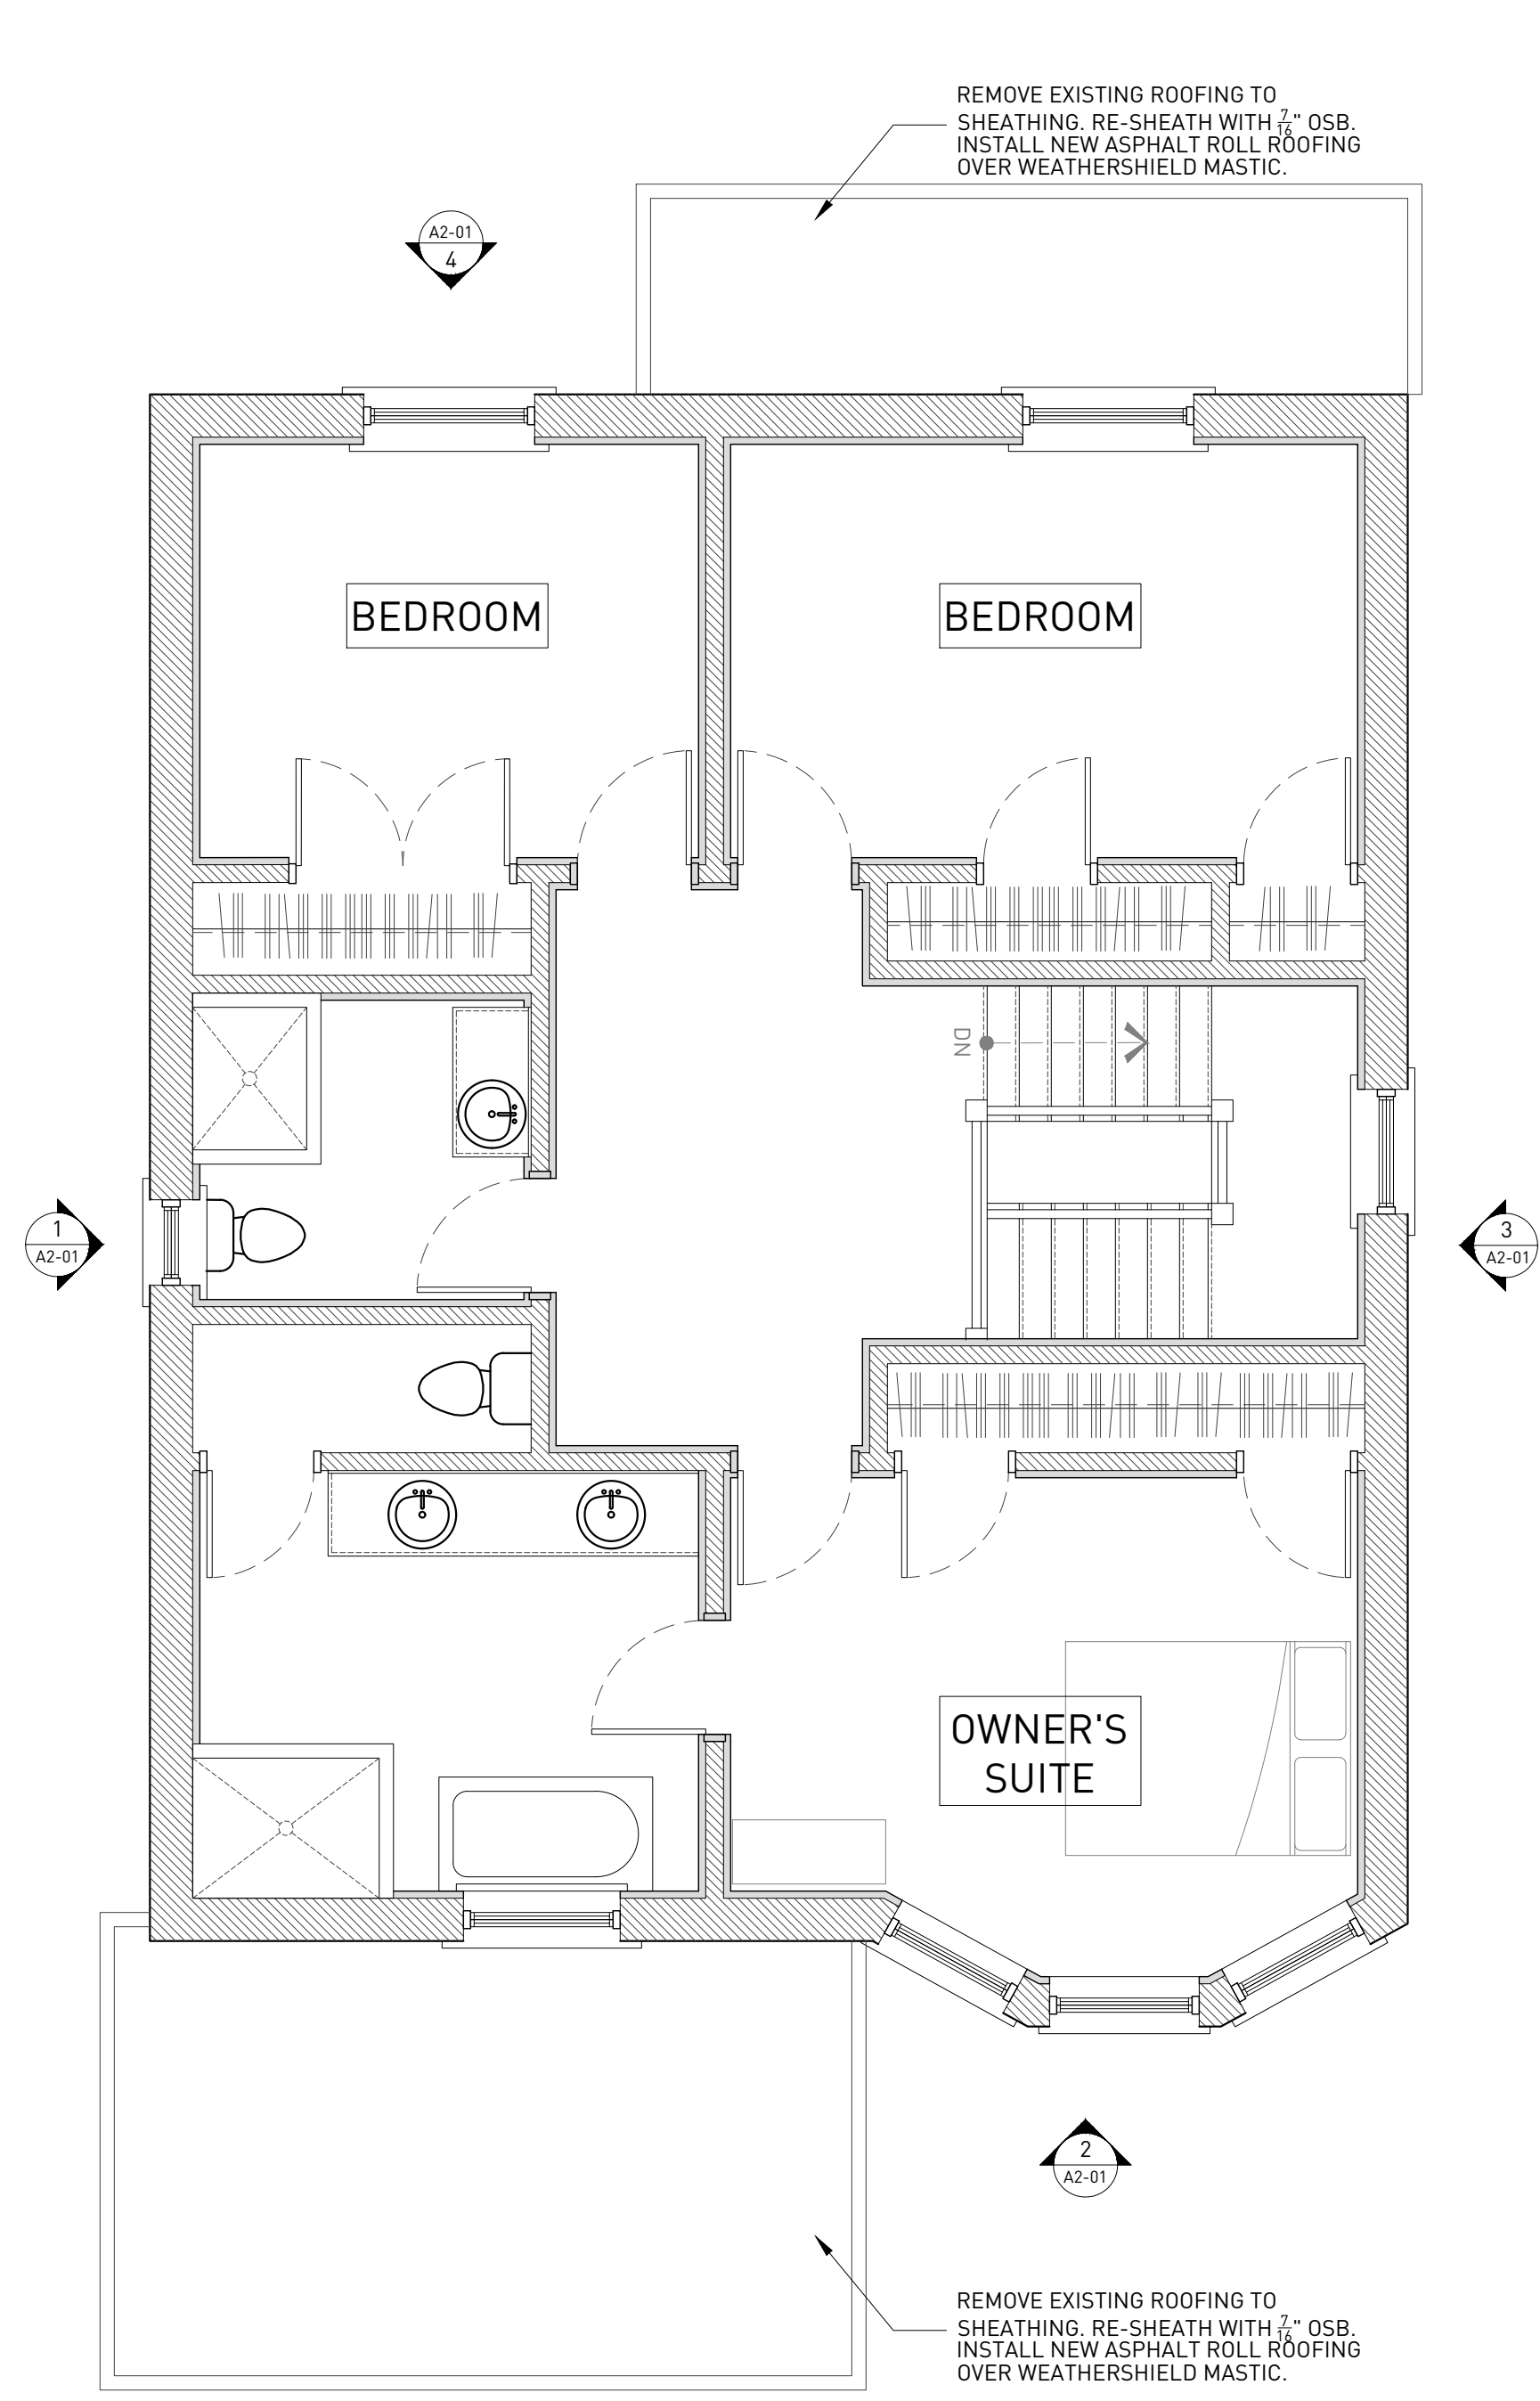 REMOVE EXISTING ROOFING TO
SHEATHING. RE-SHEATH WITH 7/16" OSB.
INSTALL NEW ASPHALT ROLL ROOFING
OVER WEATHERSHIELD MASTIC.
A2-01
4
BEDROOM
BEDROOM
DN
1
A2-01
3
A2-01
OWNER'S
SUITE
2
A2-01
REMOVE EXISTING ROOFING TO
SHEATHING. RE-SHEATH WITH 7/16" OSB.
INSTALL NEW ASPHALT ROLL ROOFING
OVER WEATHERSHIELD MASTIC.